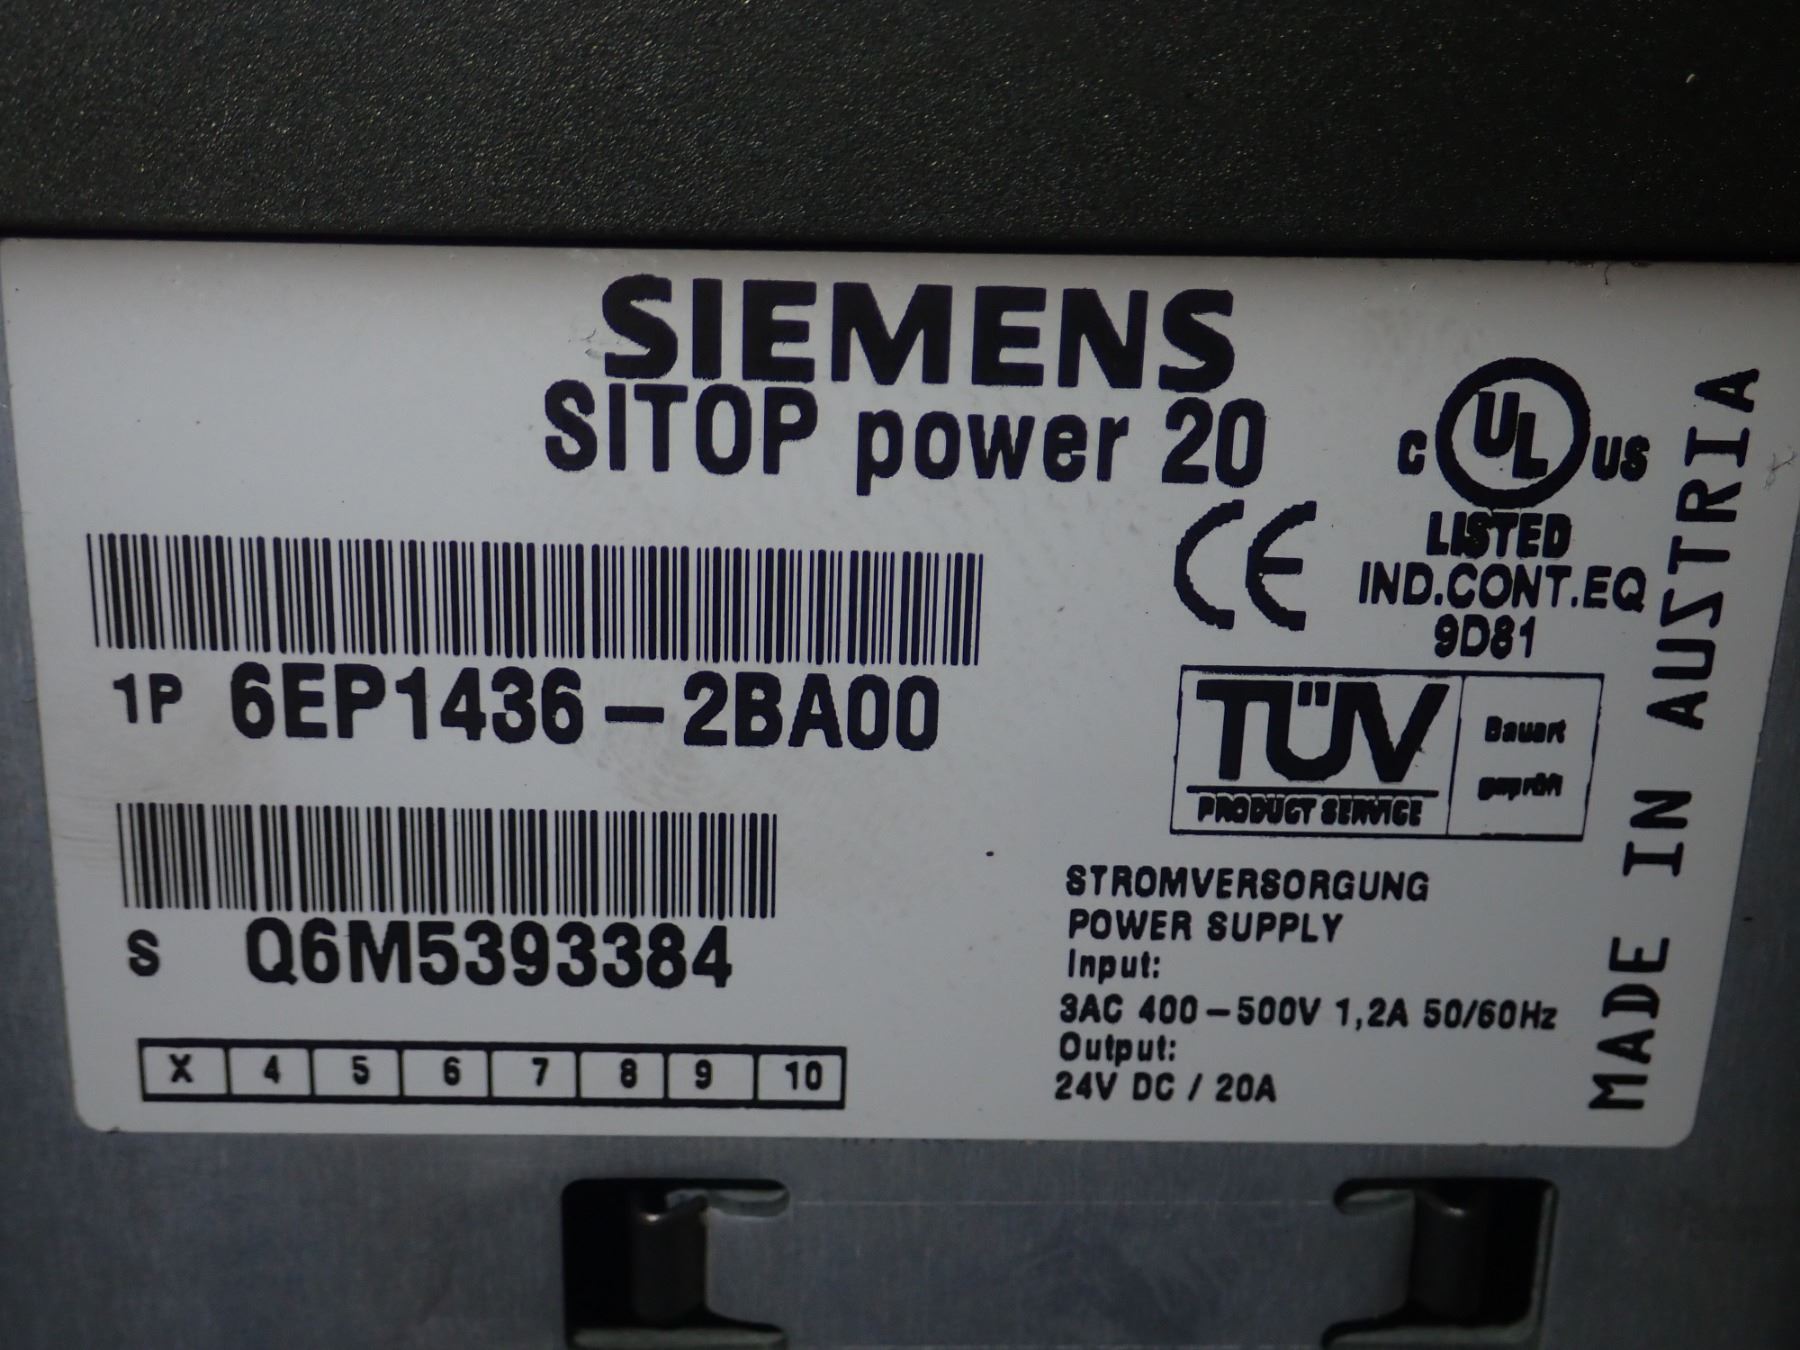 SIEMENS
SITOP power 20
1P 6EP1436-2BA00
S Q6M5393384
X 4 5 6 7 8 9 10
C UL US
LISTED
IND.CONT.EQ
9D81
CE
TÜV
PRODUCT SERVICE
Bauart
geprüft
STROMVERSORGUNG
POWER SUPPLY
Input:
3AC 400-500V 1,2A 50/60Hz
Output:
24V DC / 20A
MADE IN AUSTRIA